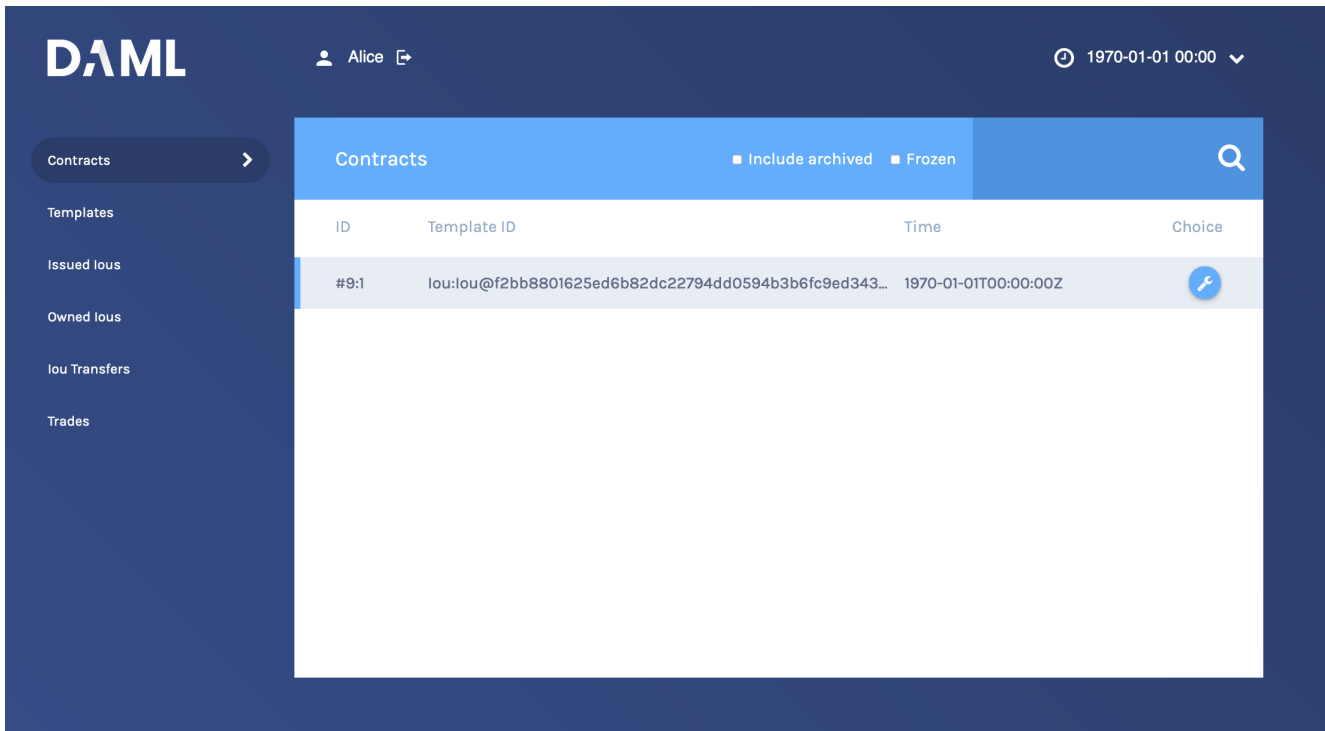 DAML
Alice
1970-01-01 00:00
Contracts
Templates
Issued Ious
Owned Ious
Iou Transfers
Trades
Contracts Include archived Frozen
ID Template ID Time Choice
#9:1 Iou:Iou@f2bb8801625ed6b82dc22794dd0594b3b6fc9ed343... 1970-01-01T00:00:00Z